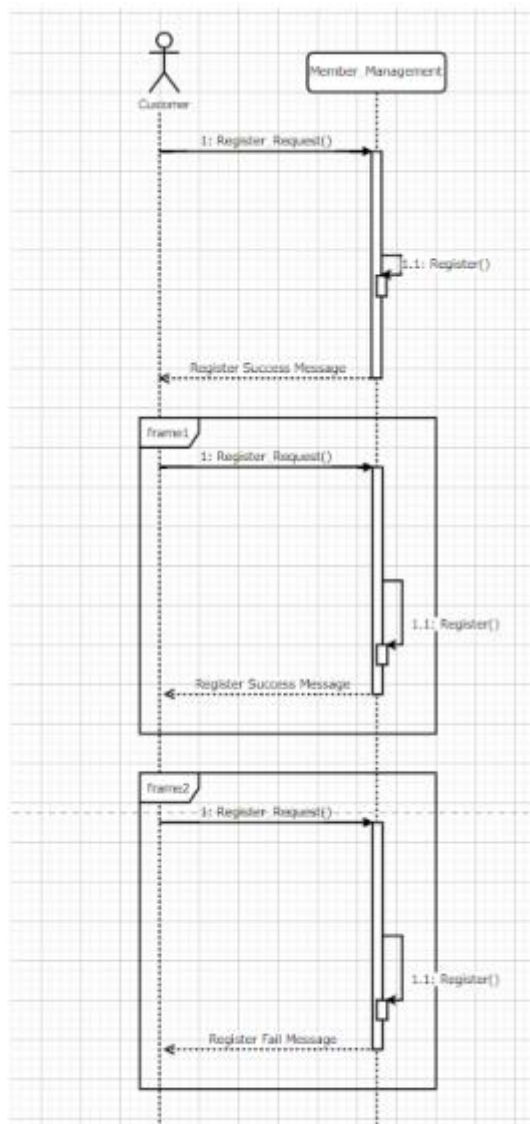 Customer
Member_Management
1: Register_Request()
1.1: Register()
Register Success Message
frame1
1: Register_Request()
1.1: Register()
Register Success Message
frame2
1: Register_Request()
1.1: Register()
Register Fail Message